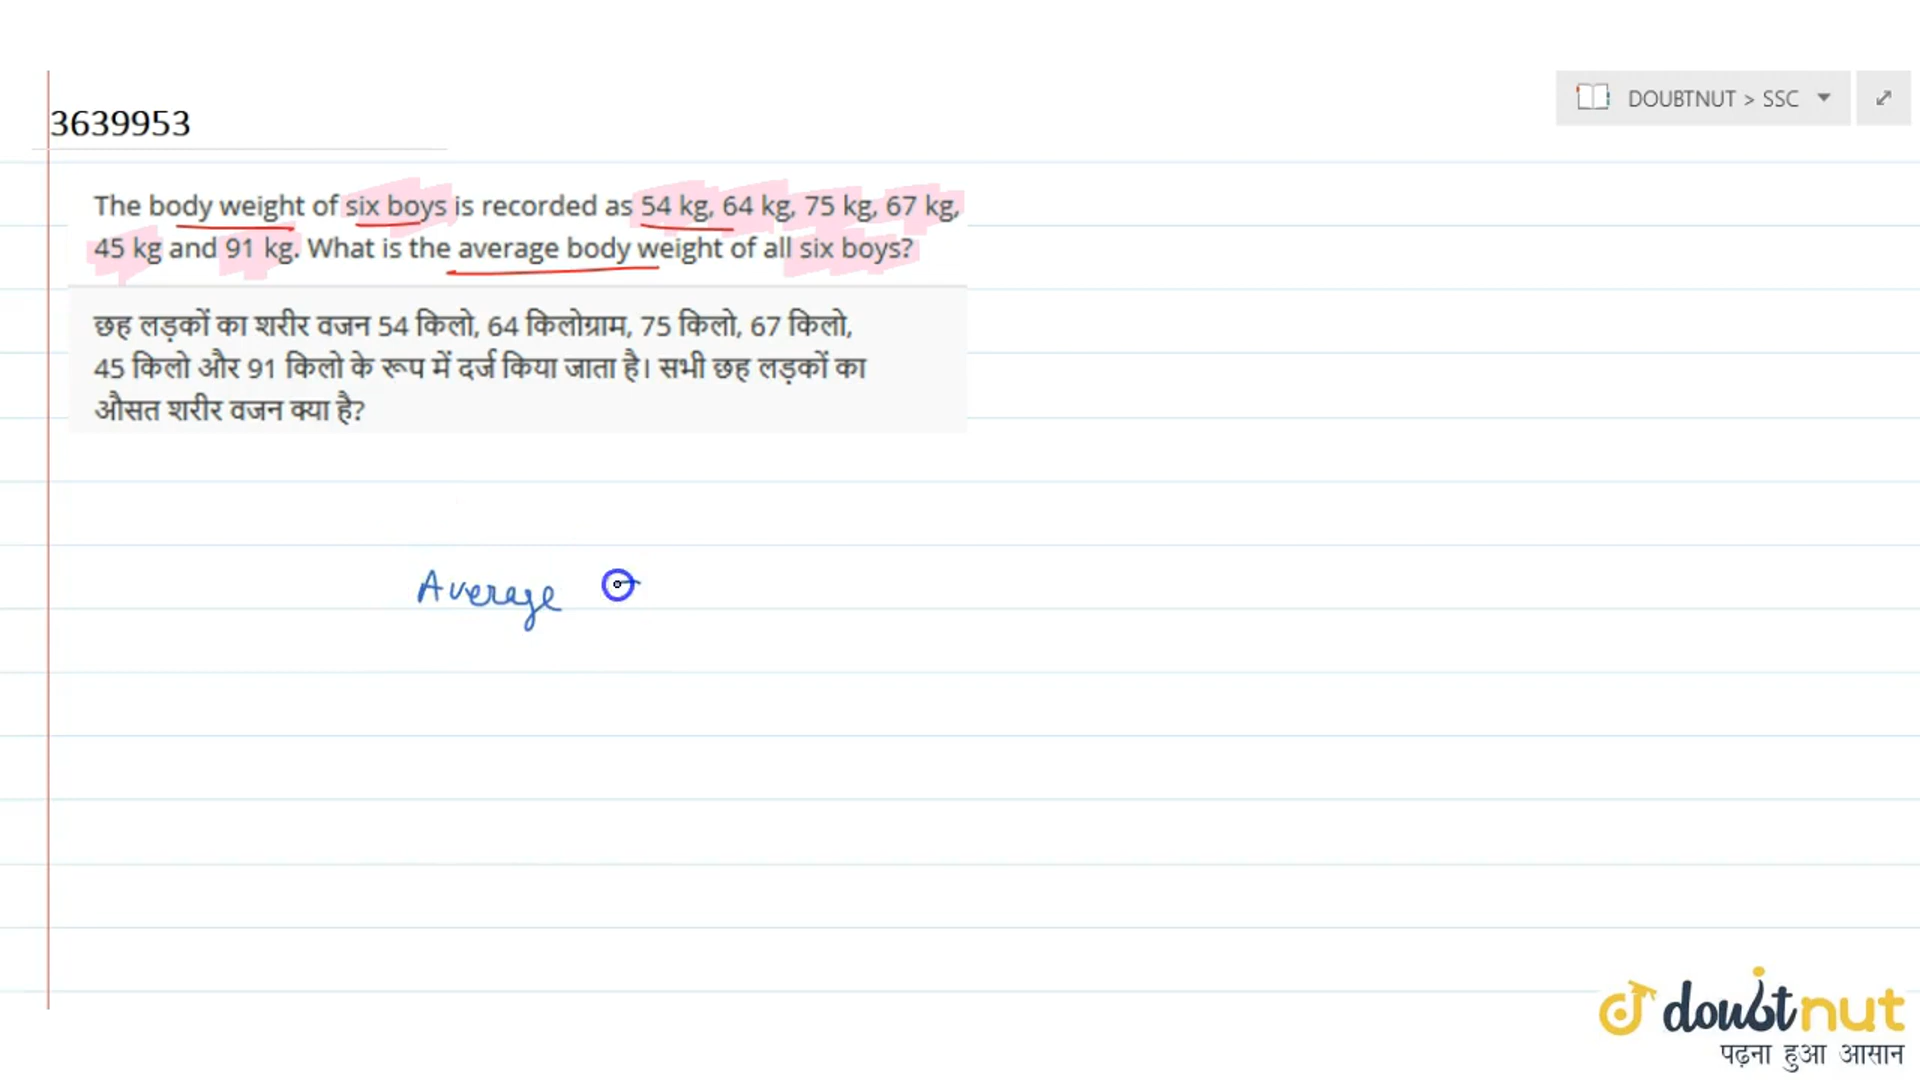 3639953
DOUBTNUT > SSC
The body weight of six boys is recorded as 54 kg, 64 kg, 75 kg, 67 kg,
45 kg and 91 kg. What is the average body weight of all six boys?
छह लड़कों का शरीर वजन 54 किलो, 64 किलोग्राम, 75 किलो, 67 किलो,
45 किलो और 91 किलो के रूप में दर्ज किया जाता है। सभी छह लड़कों का
औसत शरीर वजन क्या है?
Average
doubtnut
पढ़ना हुआ आसान